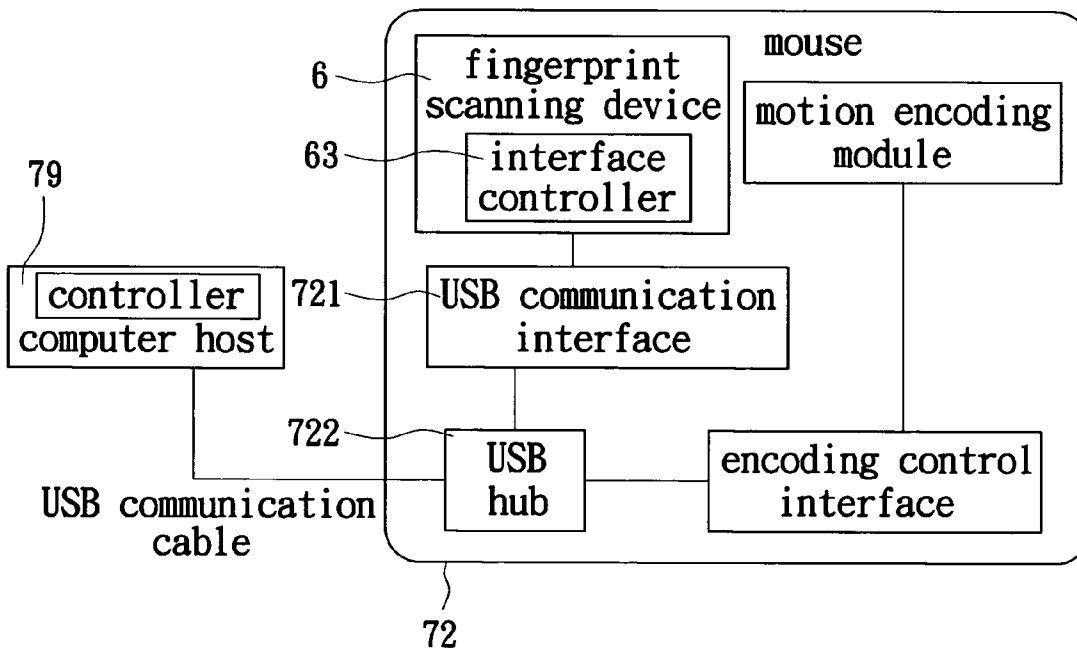 mouse
6
fingerprint
scanning device
63
interface
controller
motion encoding
module
79
controller
computer host
721
USB communication
interface
722
USB
hub
encoding control
interface
USB communication
cable
72